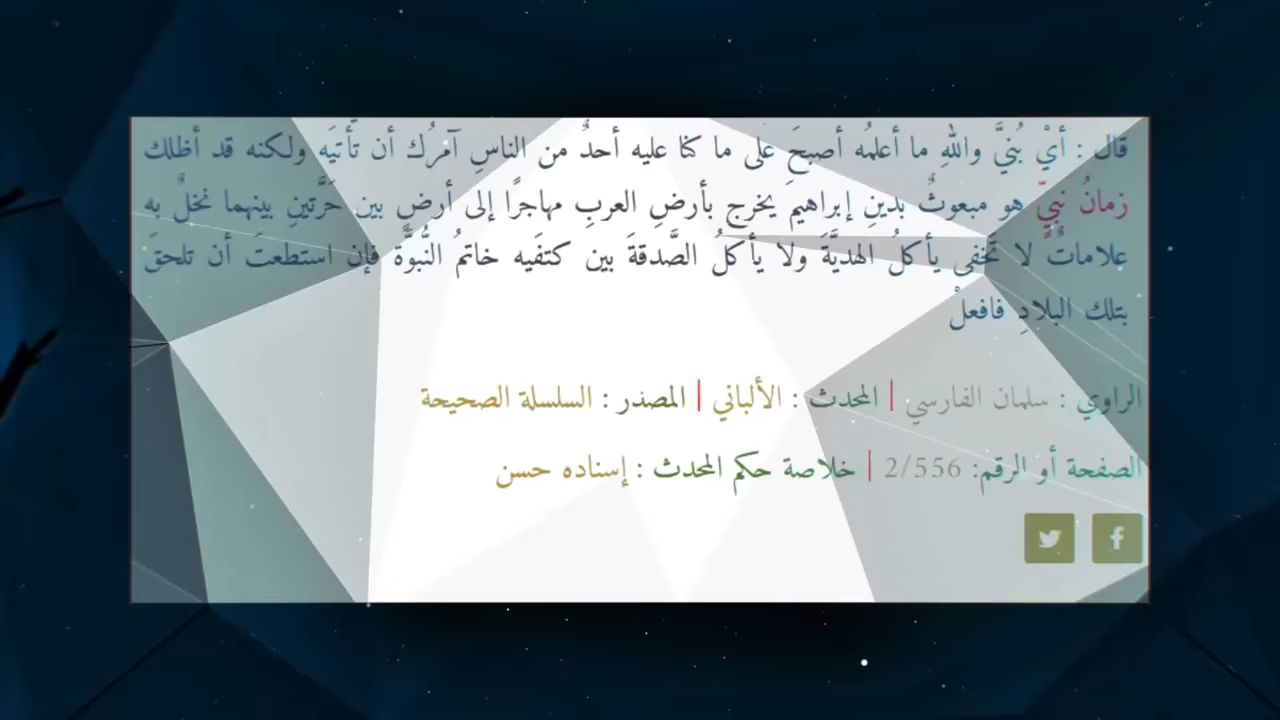 قال : أيْ بُنيَّ واللهِ ما أعلمُه أصبحَ على ما كنا عليه أحدٌ من الناسِ آمرُك أن تأتيَه ولكنه قد أظلك
زمانُ نبيٍّ هو مبعوثٌ بدينِ إبراهيمَ يخرج بأرضِ العربِ مهاجرًا إلى أرضٍ بين حَرَّتينِ بينهما نخلٌ به
علاماتٌ لا تخفى يأكلُ الهديَّةَ ولا يأكلُ الصَّدقةَ بين كتفَيه خاتمُ النُّبوَّةِ فإن استطعتَ أن تلحقَ
بتلك البلادِ فافعلْ
الراوي : سلمان الفارسي | المحدث : الألباني | المصدر : السلسلة الصحيحة
الصفحة أو الرقم: 2/556 | خلاصة حكم المحدث : إسناده حسن